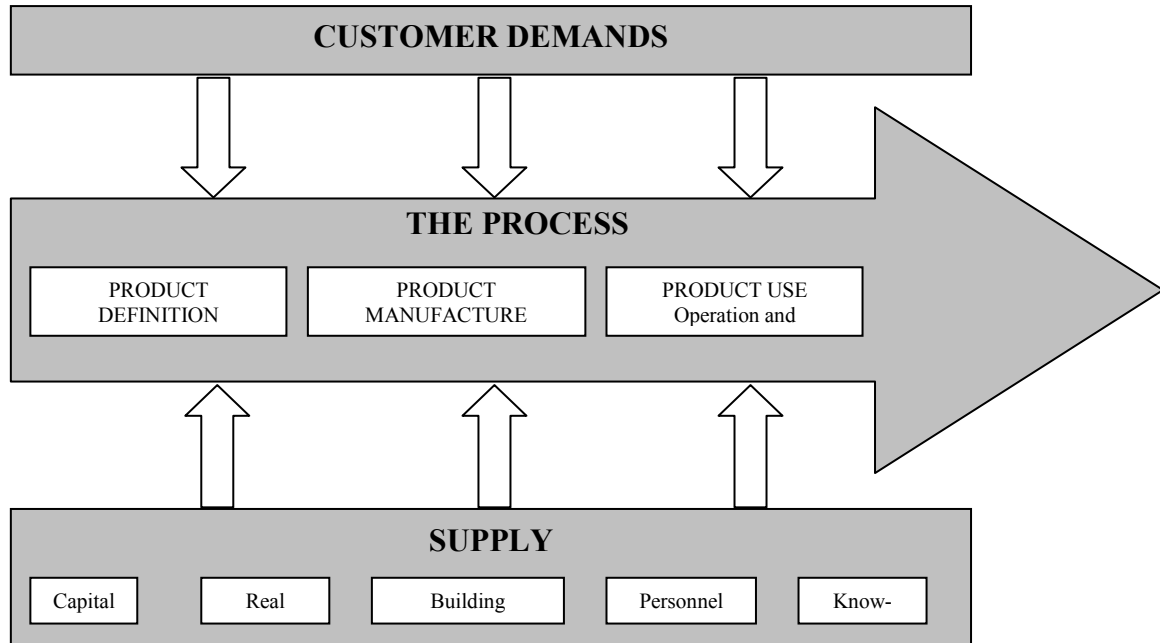 CUSTOMER DEMANDS
THE PROCESS
PRODUCT
DEFINITION
PRODUCT
MANUFACTURE
PRODUCT USE
Operation and
SUPPLY
Capital
Real
Building
Personnel
Know-